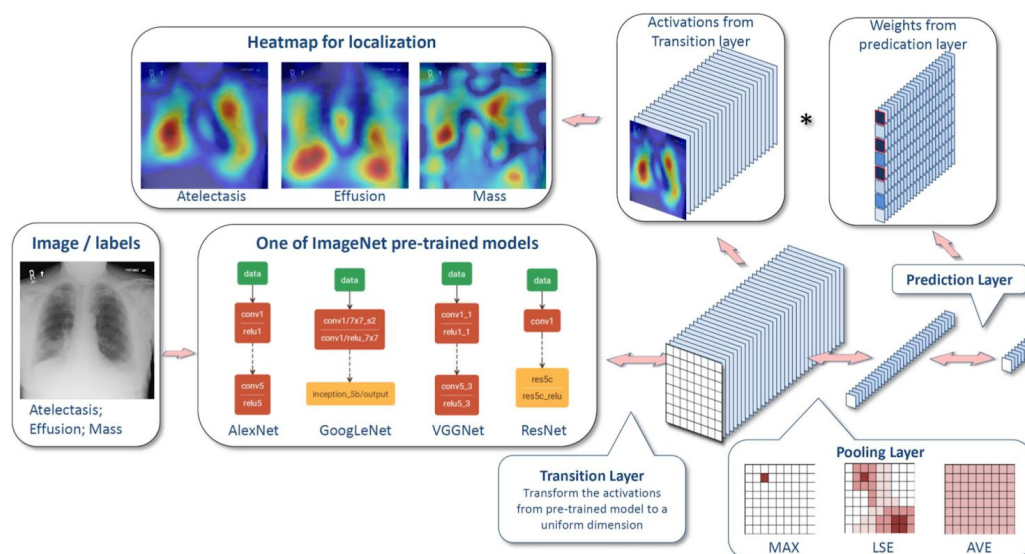 Heatmap for localization
Atelectasis
Effusion
Mass
Activations from
Transition layer
*
Weights from
predication layer
Image / labels
R
Atelectasis;
Effusion; Mass
One of ImageNet pre-trained models
data
conv1
relu1
conv5
relu5
AlexNet
data
conv1/7x7_s2
conv1/relu_7x7
inception_5b/output
GoogLeNet
data
conv1_1
relu1_1
conv5_3
relu5_3
VGGNet
data
conv1
res5c
res5c_relu
ResNet
Transition Layer
Transform the activations
from pre-trained model to a
uniform dimension
Prediction Layer
Pooling Layer
MAX
LSE
AVE